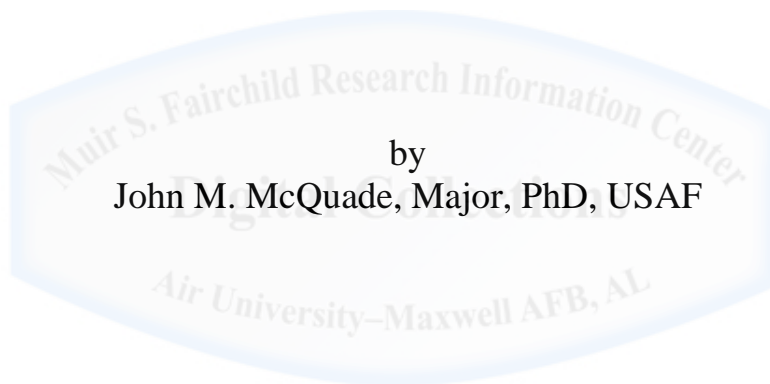 Muir S. Fairchild Research Information Center
by
John M. McQuade, Major, PhD, USAF
Digital Collections
Air University–Maxwell AFB, AL